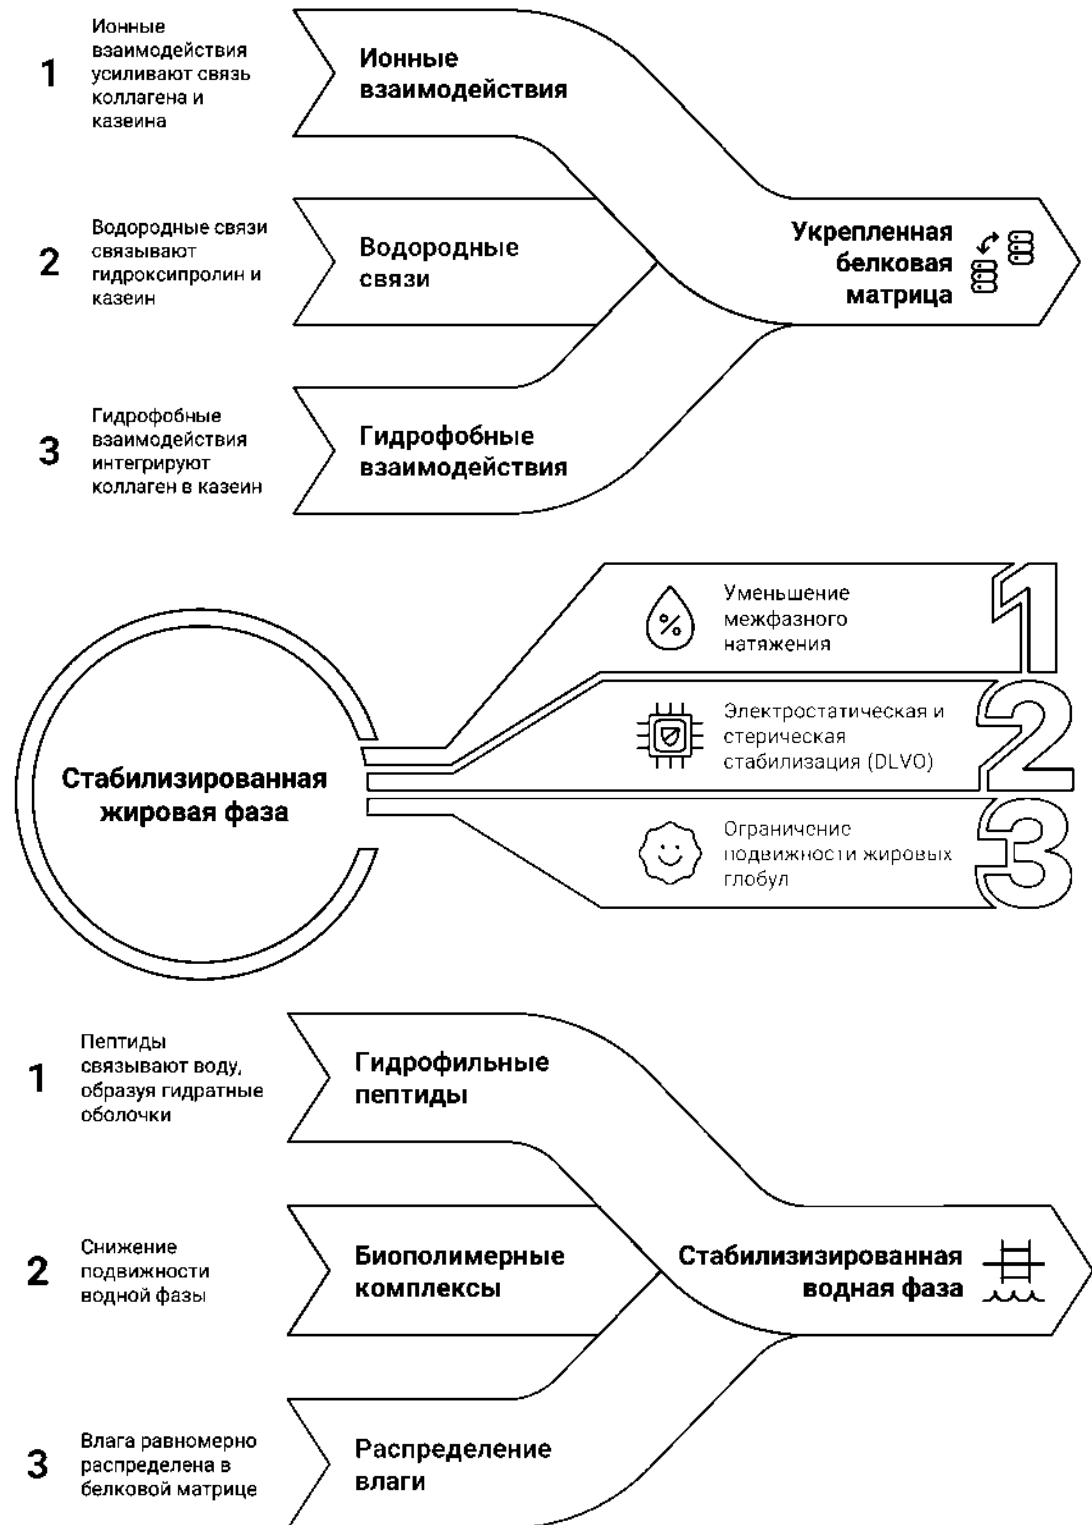 1
Ионные
взаимодействия
усиливают связь
коллагена и
казеина
Ионные
взаимодействия
2
Водородные связи
связывают
гидроксипролин и
казеин
Водородные
связи
3
Гидрофобные
взаимодействия
интегрируют
коллаген в казеин
Гидрофобные
взаимодействия
Укрепленная
белковая
матрица
Стабилизированная
жировая фаза
Уменьшение
межфазного
натяжения
1
Электростатическая и
стерическая
стабилизация (DLVO)
2
Ограничение
подвижности жировых
глобул
3
1
Пептиды
связывают воду,
образуя гидратные
оболочки
Гидрофильные
пептиды
2
Снижение
подвижности
водной фазы
Биополимерные
комплексы
3
Влага равномерно
распределена в
белковой матрице
Распределение
влаги
Стабилизизированная
водная фаза